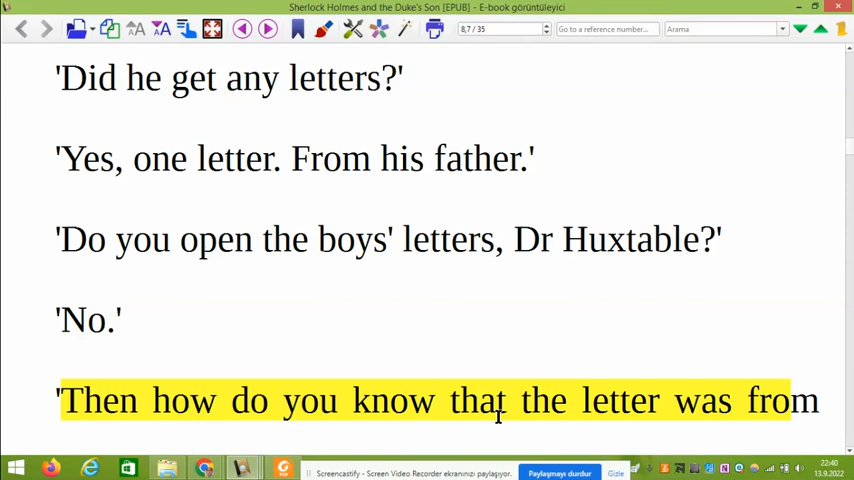 Sherlock Holmes and the Duke's Son [EPUB] - E-book görüntüleyici
8,7 / 35
Go to a reference number...
Arama
'Did he get any letters?'
'Yes, one letter. From his father.'
'Do you open the boys' letters, Dr Huxtable?'
'No.'
'Then how do you know that the letter was from
Screencastify - Screen Video Recorder ekranınızı paylaşıyor.
Paylaşmayı durdur
Gizle
22:40
13.9.2022